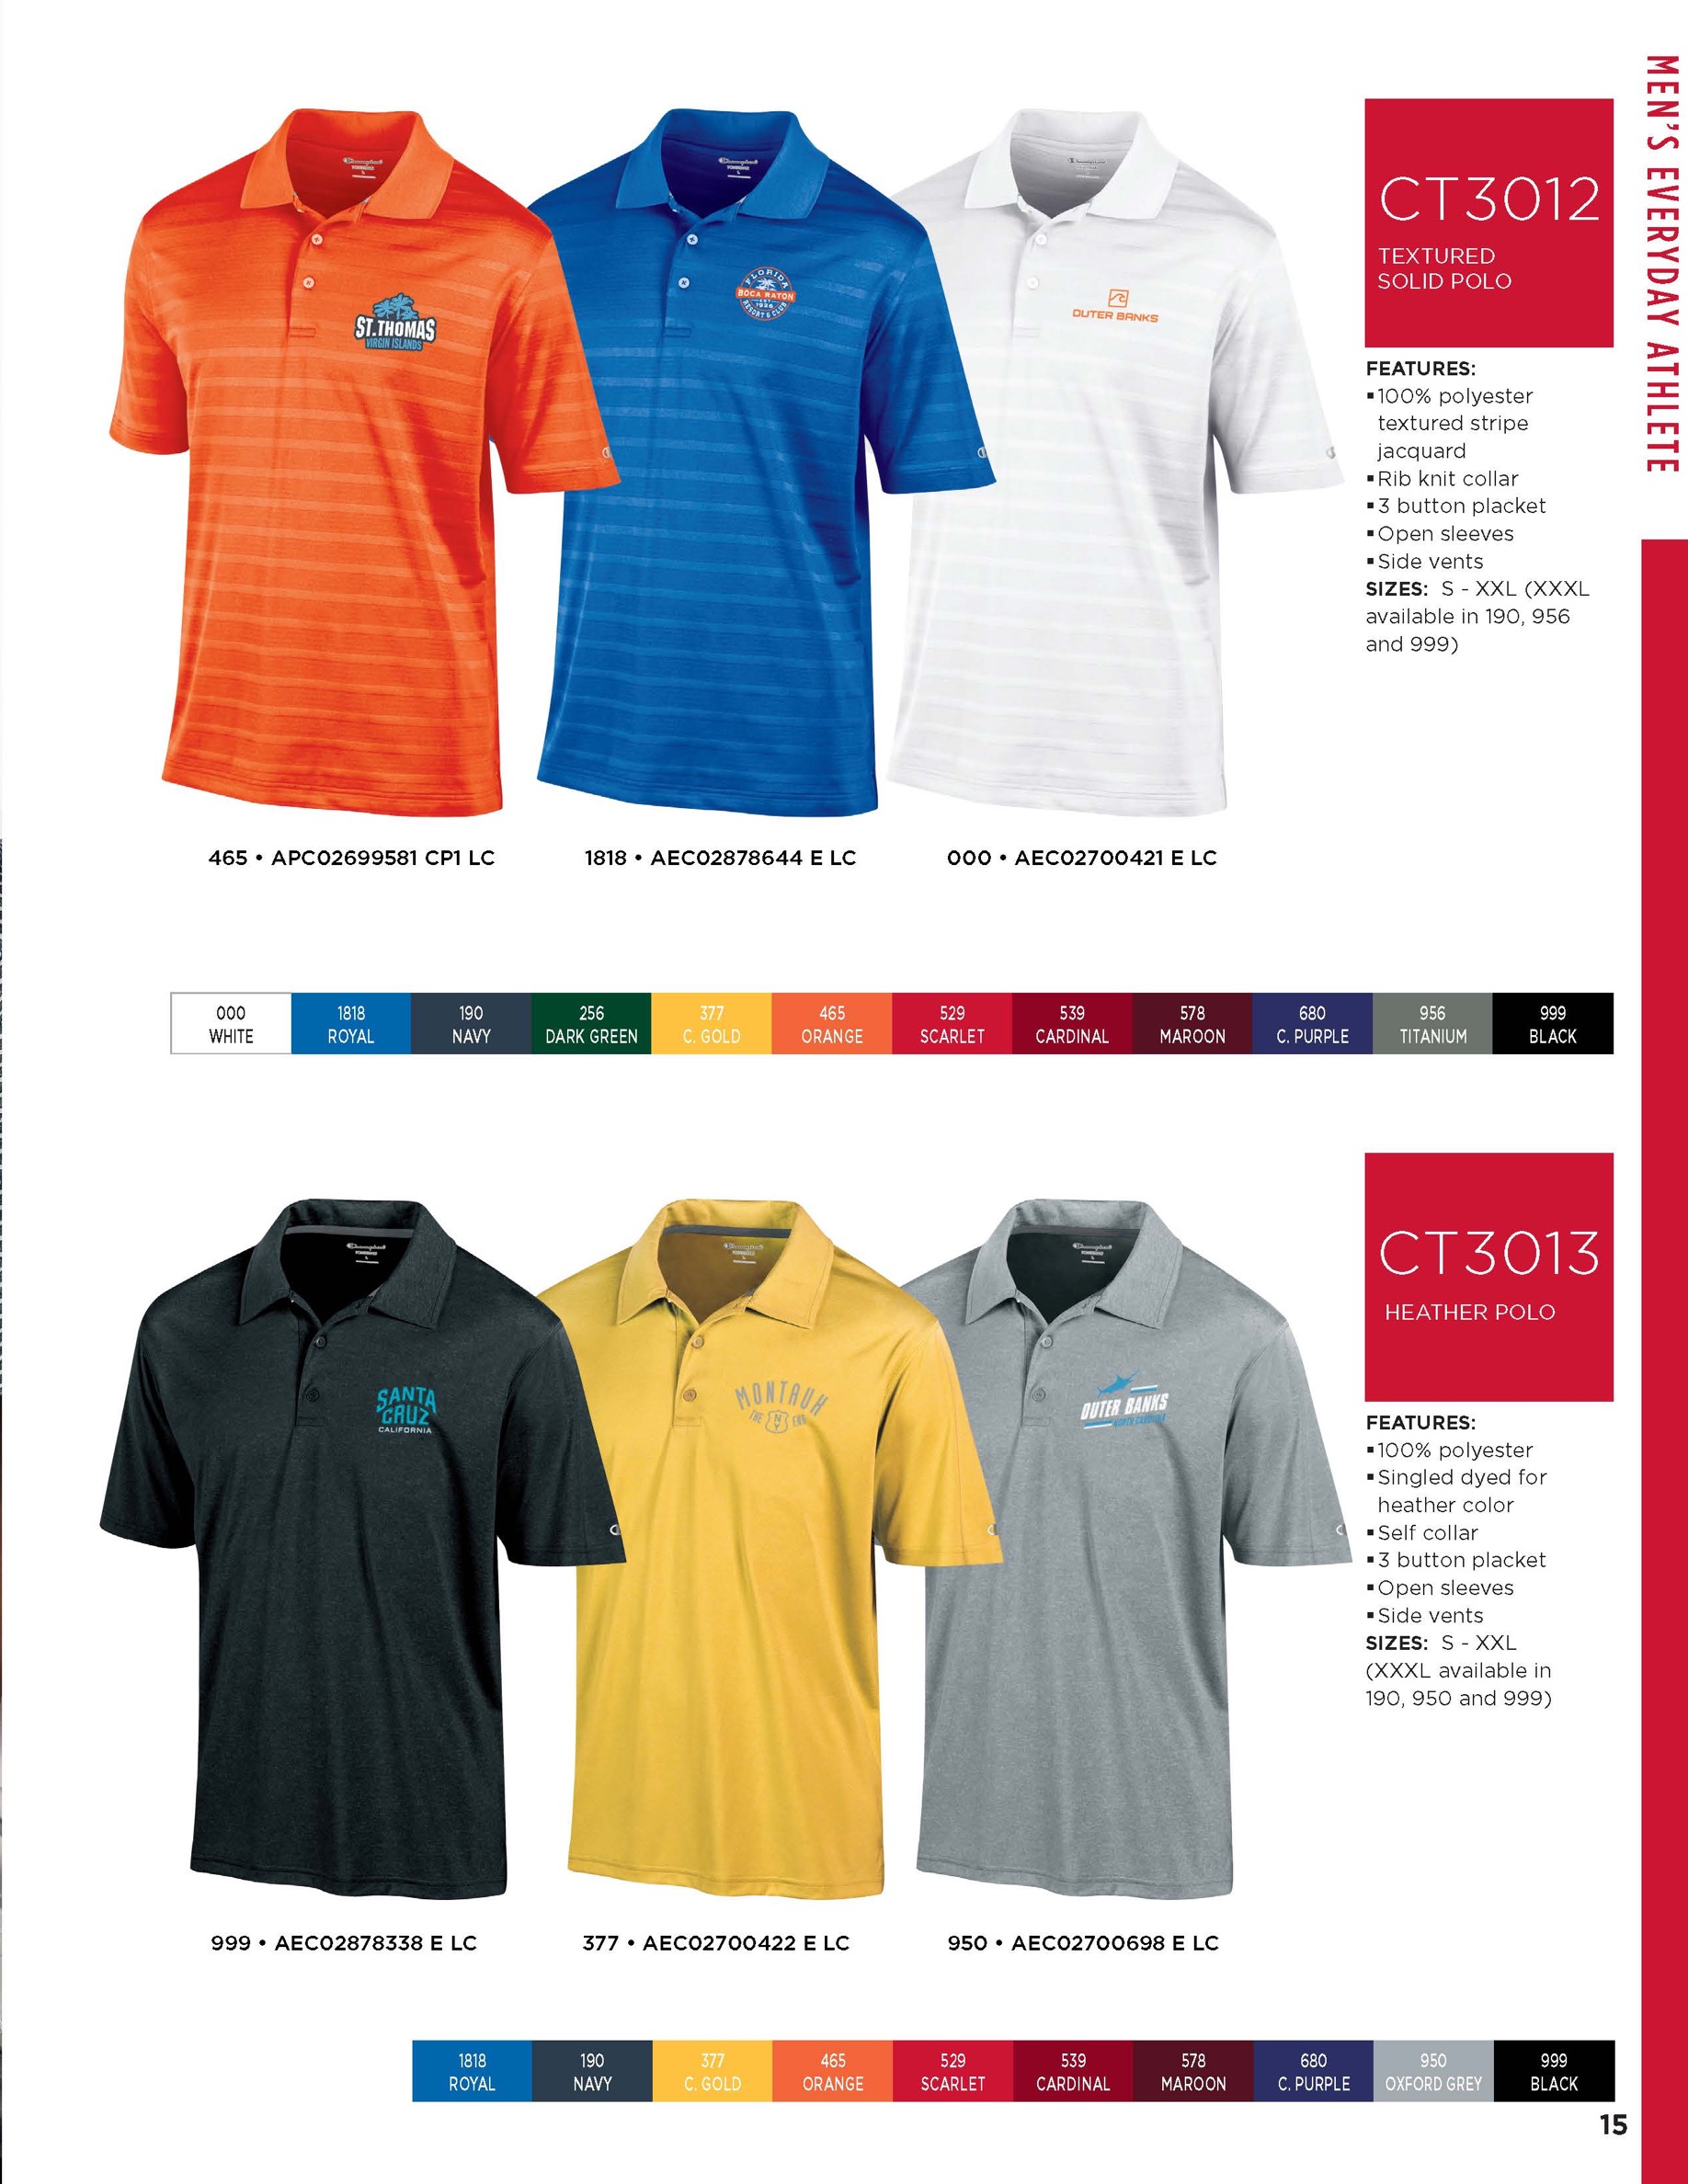 MEN'S EVERYDAY ATHLETE
CT3012
TEXTURED
SOLID POLO
FEATURES:
▪100% polyester
textured stripe
jacquard
▪Rib knit collar
▪3 button placket
▪Open sleeves
▪Side vents
SIZES: S - XXL (XXXL
available in 190, 956
and 999)
Champion
Champion
Champion
ST.THOMAS
VIRGIN ISLANDS
FLORIDA
BOCA RATON
EST
1926
RESORT & CLUB
OUTER BANKS
465 • APC02699581 CP1 LC
1818 • AEC02878644 E LC
000 • AEC02700421 E LC
000
WHITE
1818
ROYAL
190
NAVY
256
DARK GREEN
377
C. GOLD
465
ORANGE
529
SCARLET
539
CARDINAL
578
MAROON
680
C. PURPLE
956
TITANIUM
999
BLACK
CT3013
HEATHER POLO
FEATURES:
▪100% polyester
▪Singled dyed for
heather color
▪Self collar
▪3 button placket
▪Open sleeves
▪Side vents
SIZES: S - XXL
(XXXL available in
190, 950 and 999)
Champion
Champion
Champion
SANTA
CRUZ
CALIFORNIA
MONTAUK
THE NY END
OUTER BANKS
NORTH CAROLINA
999 • AEC02878338 E LC
377 • AEC02700422 E LC
950 • AEC02700698 E LC
1818
ROYAL
190
NAVY
377
C. GOLD
465
ORANGE
529
SCARLET
539
CARDINAL
578
MAROON
680
C. PURPLE
950
OXFORD GREY
999
BLACK
15